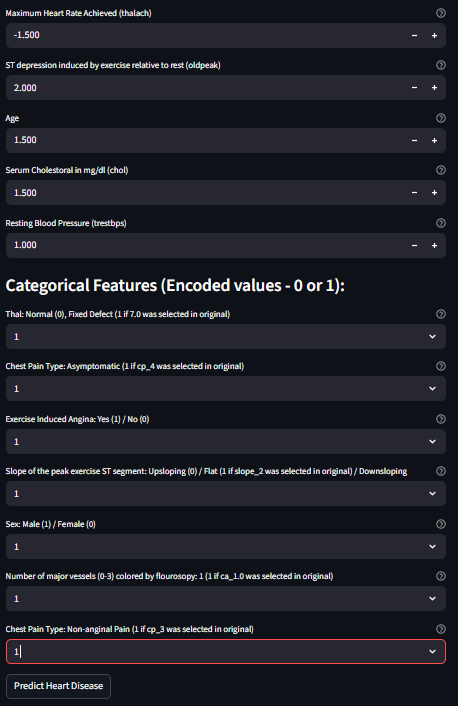 Maximum Heart Rate Achieved (thalach)
-1.500
ST depression induced by exercise relative to rest (oldpeak)
2.000
Age
1.500
Serum Cholestoral in mg/dl (chol)
1.500
Resting Blood Pressure (trestbps)
1.000
Categorical Features (Encoded values - 0 or 1):
Thal: Normal (0), Fixed Defect (1 if 7.0 was selected in original)
1
Chest Pain Type: Asymptomatic (1 if cp_4 was selected in original)
1
Exercise Induced Angina: Yes (1) / No (0)
1
Slope of the peak exercise ST segment: Upsloping (0) / Flat (1 if slope_2 was selected in original) / Downsloping
1
Sex: Male (1) / Female (0)
1
Number of major vessels (0-3) colored by flourosopy: 1 (1 if ca_1.0 was selected in original)
1
Chest Pain Type: Non-anginal Pain (1 if cp_3 was selected in original)
1
Predict Heart Disease